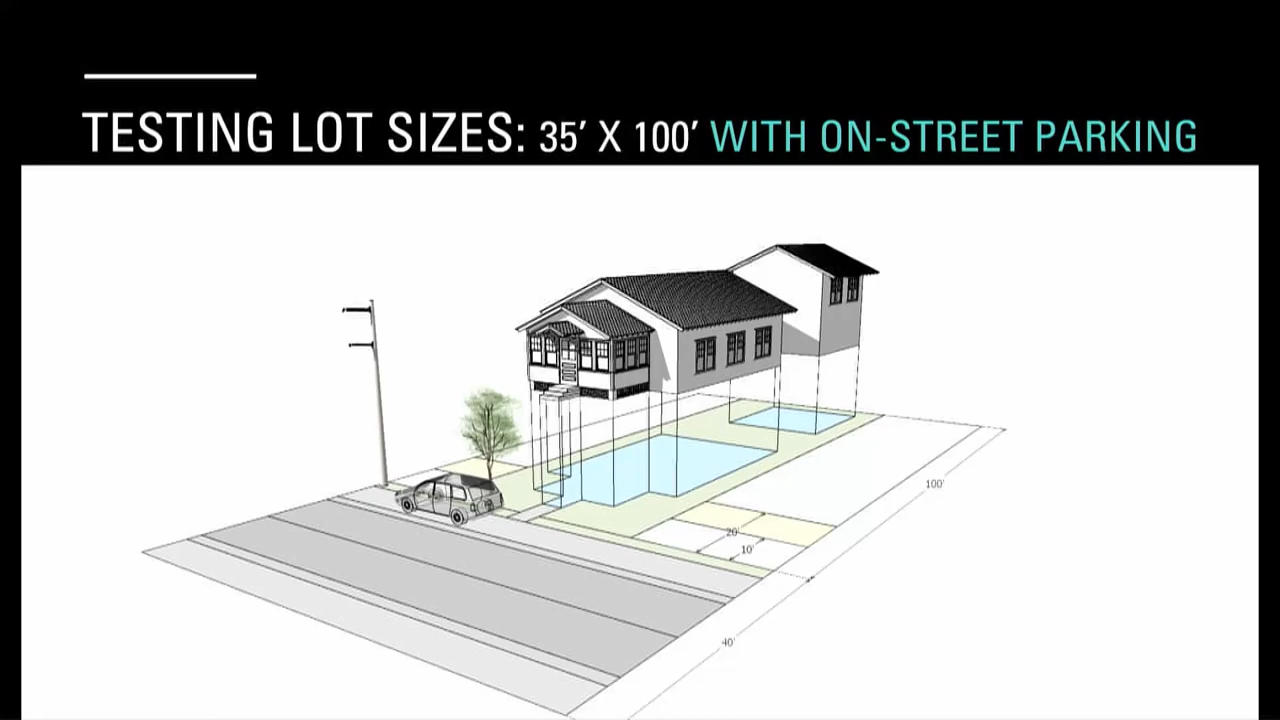 TESTING LOT SIZES: 35’ X 100’ WITH ON-STREET PARKING
100'
20'
10'
40'